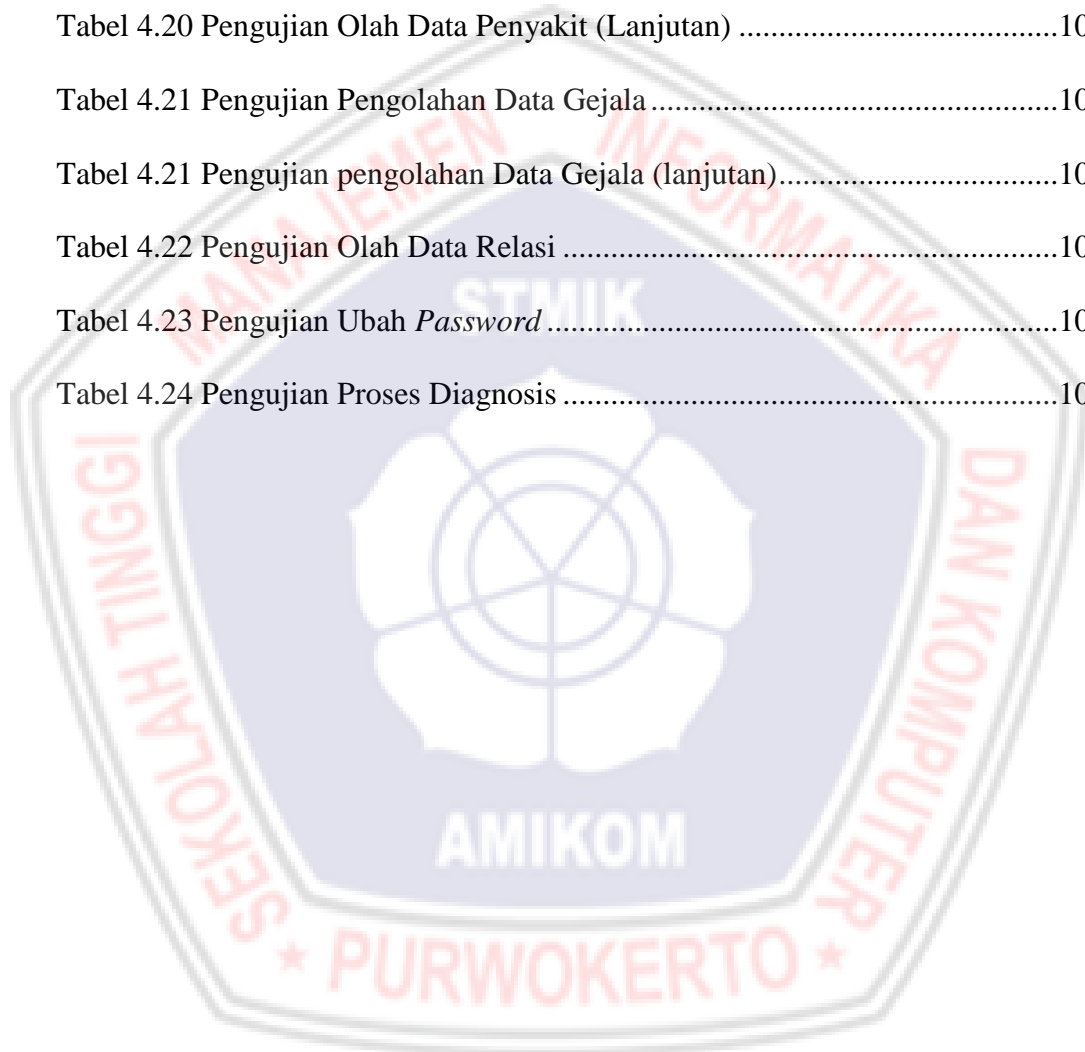 Tabel 4.20 Pengujian Olah Data Penyakit (Lanjutan) ....................................10
Tabel 4.21 Pengujian Pengolahan Data Gejala ..............................................10
Tabel 4.21 Pengujian pengolahan Data Gejala (lanjutan)...............................10
Tabel 4.22 Pengujian Olah Data Relasi .........................................................10
Tabel 4.23 Pengujian Ubah Password ...........................................................10
Tabel 4.24 Pengujian Proses Diagnosis .........................................................10
SEKOLAH TINGGI
MANAJEMEN INFORMATIKA
DAN KOMPUTER
STMIK
AMIKOM
* PURWOKERTO *